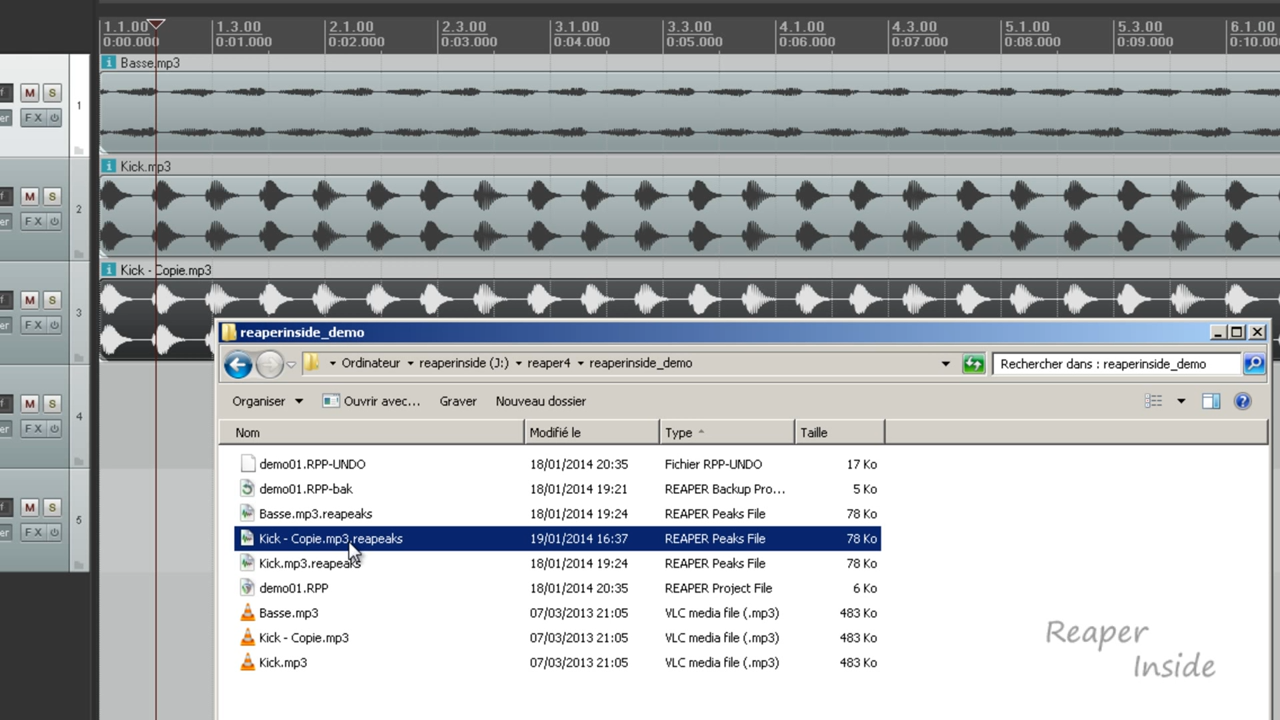 1.1.00 1.3.00 2.1.00 2.3.00 3.1.00 3.3.00 4.1.00 4.3.00 5.1.00 5.3.00 6.1.00
0:00.000 0:01.000 0:02.000 0:03.000 0:04.000 0:05.000 0:06.000 0:07.000 0:08.000 0:09.000 0:10.000
i Basse.mp3
M S
1
FX
i Kick.mp3
M S
2
FX
i Kick - Copie.mp3
M S
3
FX
M S
4
FX
M S
5
FX
reaperinside_demo
Ordinateur reaperinside (J:) reaper4 reaperinside_demo
Rechercher dans : reaperinside_demo
Organiser Ouvrir avec... Graver Nouveau dossier
Nom Modifié le Type Taille
demo01.RPP-UNDO 18/01/2014 20:35 Fichier RPP-UNDO 17 Ko
demo01.RPP-bak 18/01/2014 19:21 REAPER Backup Pro... 5 Ko
Basse.mp3.reapeaks 18/01/2014 19:24 REAPER Peaks File 78 Ko
Kick - Copie.mp3.reapeaks 19/01/2014 16:37 REAPER Peaks File 78 Ko
Kick.mp3.reapeaks 18/01/2014 19:24 REAPER Peaks File 78 Ko
demo01.RPP 18/01/2014 20:35 REAPER Project File 6 Ko
Basse.mp3 07/03/2013 21:05 VLC media file (.mp3) 483 Ko
Kick - Copie.mp3 07/03/2013 21:05 VLC media file (.mp3) 483 Ko
Kick.mp3 07/03/2013 21:05 VLC media file (.mp3) 483 Ko
Reaper
Inside